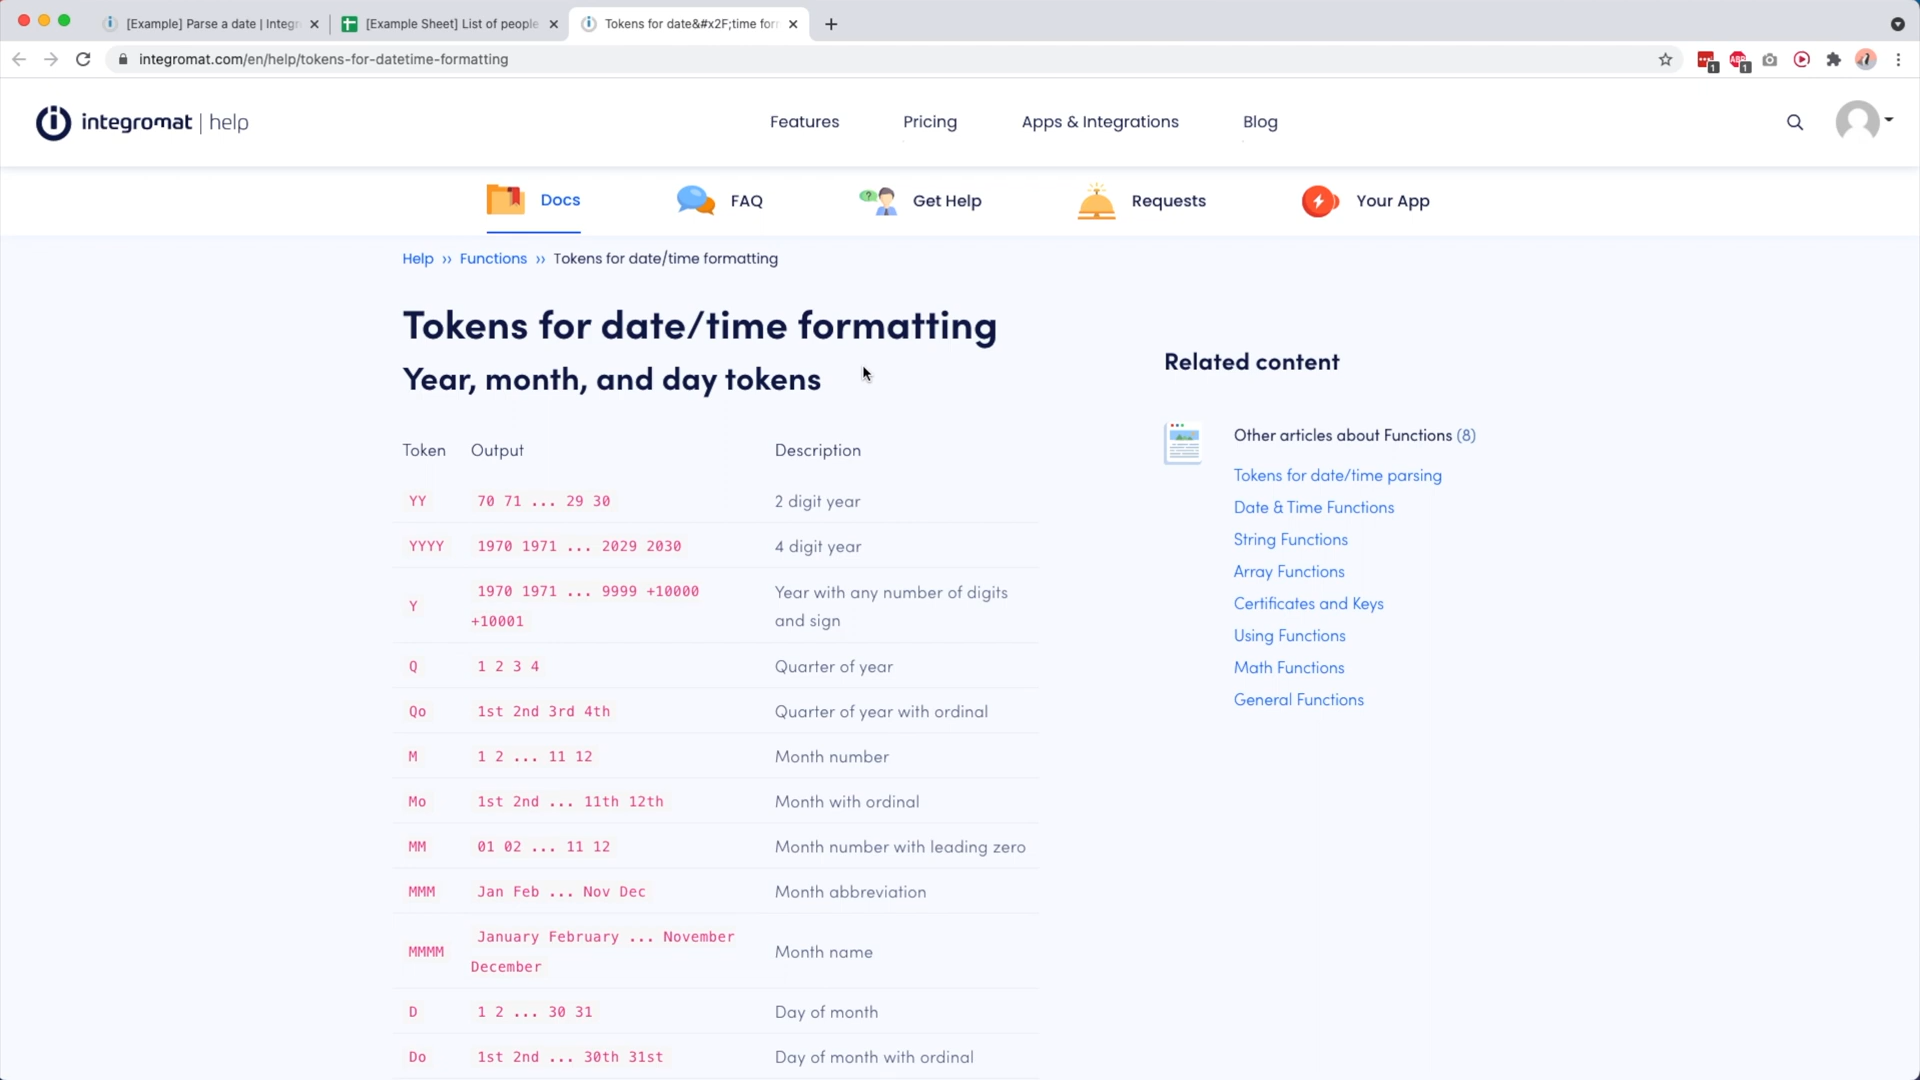 [Example] Parse a date | Integr
[Example Sheet] List of people
Tokens for date&#x2F;time for
integromat.com/en/help/tokens-for-datetime-formatting
1
ABP
1
integromat | help
Features
Pricing
Apps & Integrations
Blog
Docs
FAQ
Get Help
Requests
Your App
Help ›› Functions ›› Tokens for date/time formatting
Tokens for date/time formatting
Year, month, and day tokens
Token Output Description
YY 70 71 ... 29 30 2 digit year
YYYY 1970 1971 ... 2029 2030 4 digit year
Y 1970 1971 ... 9999 +10000 Year with any number of digits
+10001 and sign
Q 1 2 3 4 Quarter of year
Qo 1st 2nd 3rd 4th Quarter of year with ordinal
M 1 2 ... 11 12 Month number
Mo 1st 2nd ... 11th 12th Month with ordinal
MM 01 02 ... 11 12 Month number with leading zero
MMM Jan Feb ... Nov Dec Month abbreviation
MMMM January February ... November Month name
December
D 1 2 ... 30 31 Day of month
Do 1st 2nd ... 30th 31st Day of month with ordinal
Related content
Other articles about Functions (8)
Tokens for date/time parsing
Date & Time Functions
String Functions
Array Functions
Certificates and Keys
Using Functions
Math Functions
General Functions